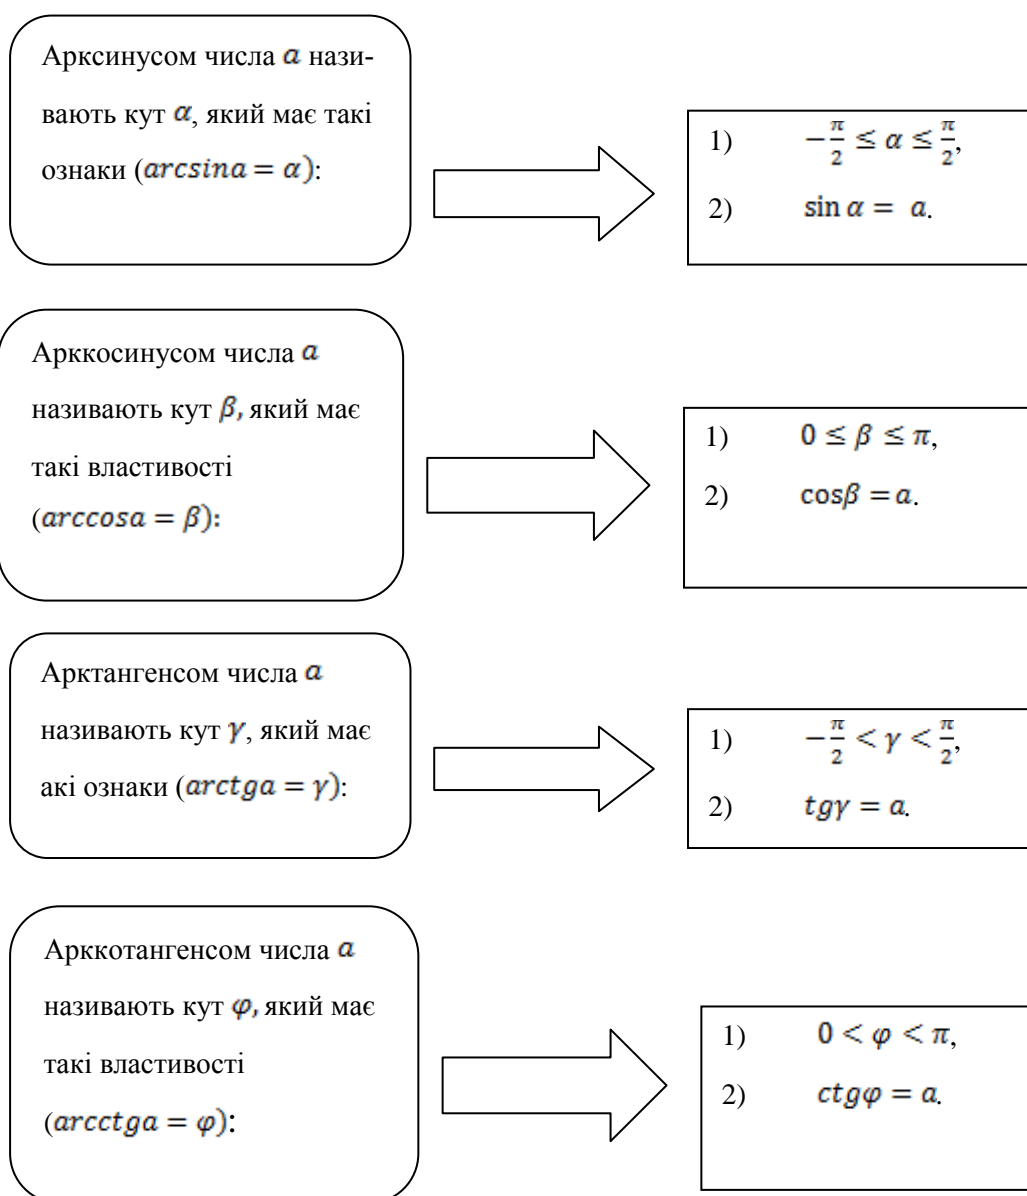 Арксинусом числа a нази-
вають кут α, який має такі
ознаки (arcsina = α):
1) −π/2 ≤ α ≤ π/2,
2) sin α = a.
Арккосинусом числа a
називають кут β, який має
такі властивості
(arccosa = β):
1) 0 ≤ β ≤ π,
2) cosβ = a.
Арктангенсом числа a
називають кут γ, який має
акі ознаки (arctga = γ):
1) −π/2 < γ < π/2,
2) tgγ = a.
Арккотангенсом числа a
називають кут φ, який має
такі властивості
(arcctga = φ):
1) 0 < φ < π,
2) ctgφ = a.